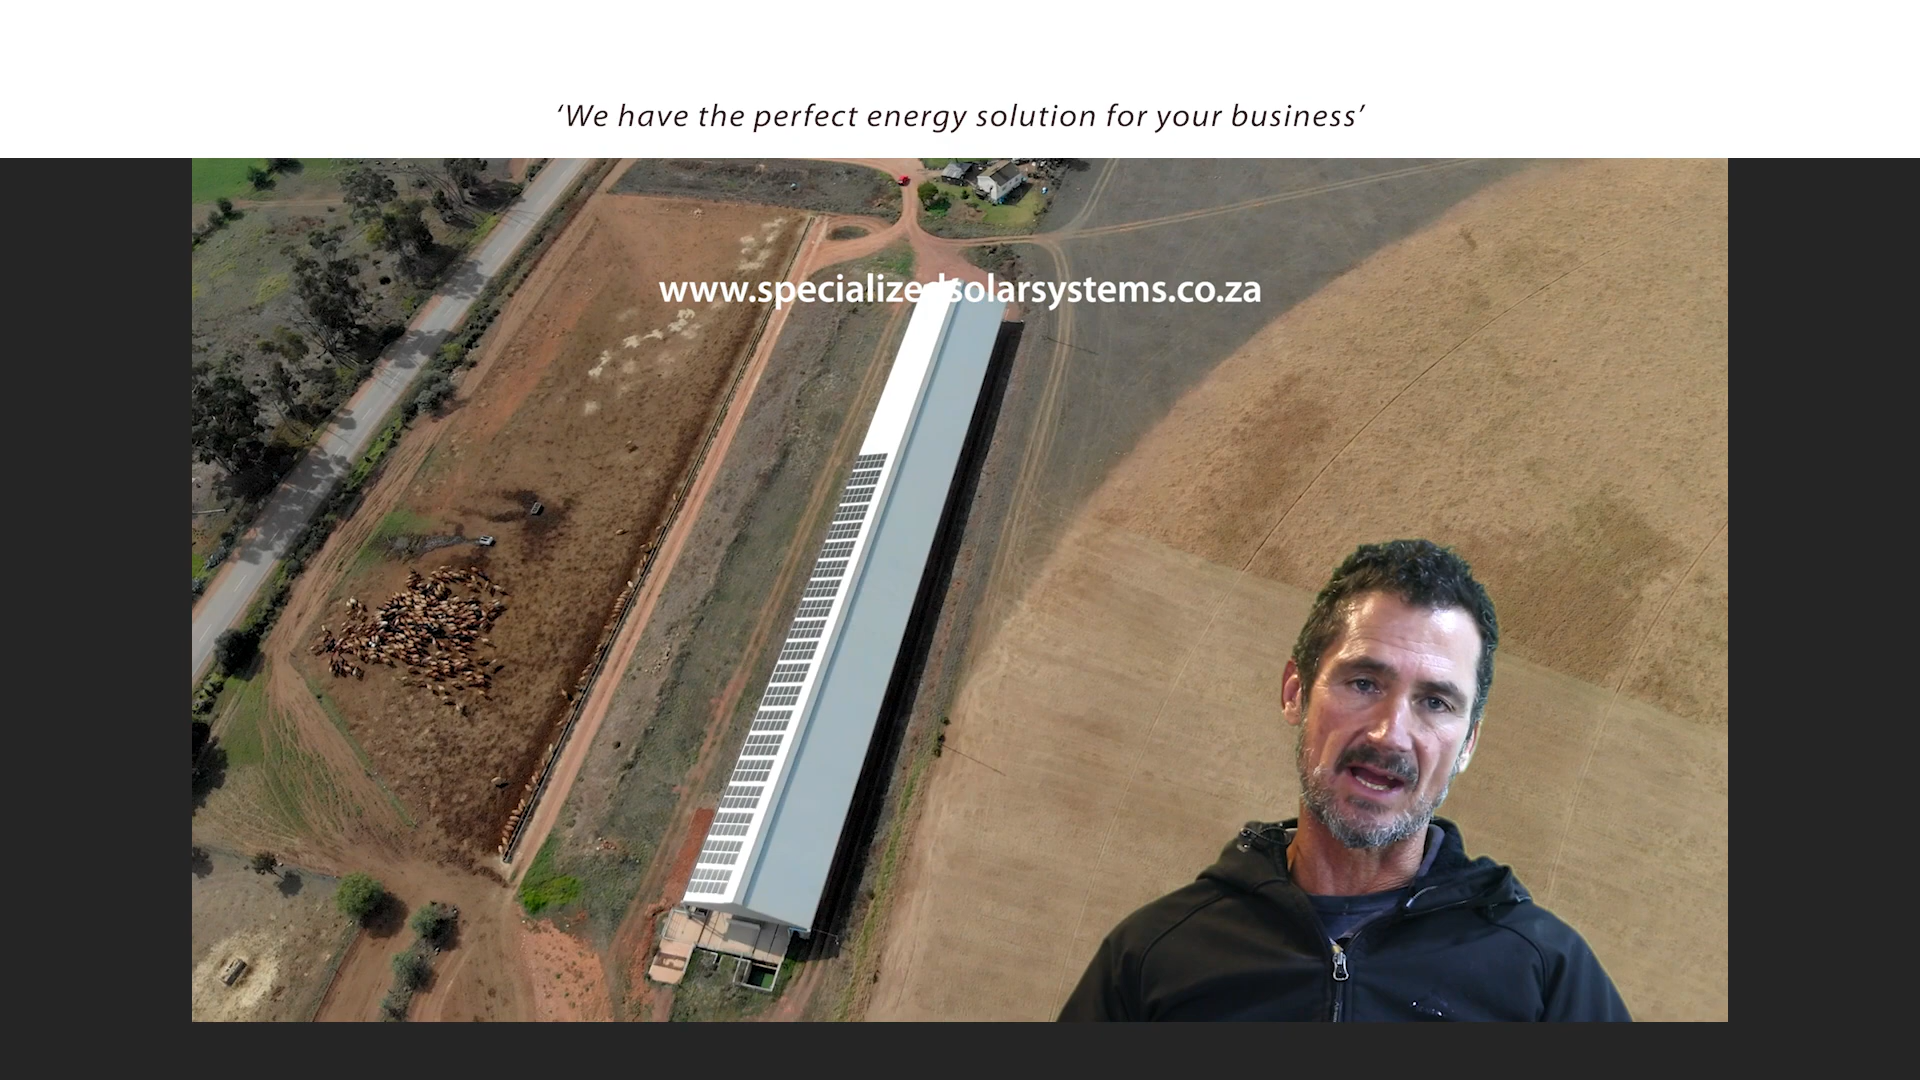 ‘We have the perfect energy solution for your business’
www.specializedsolarsystems.co.za